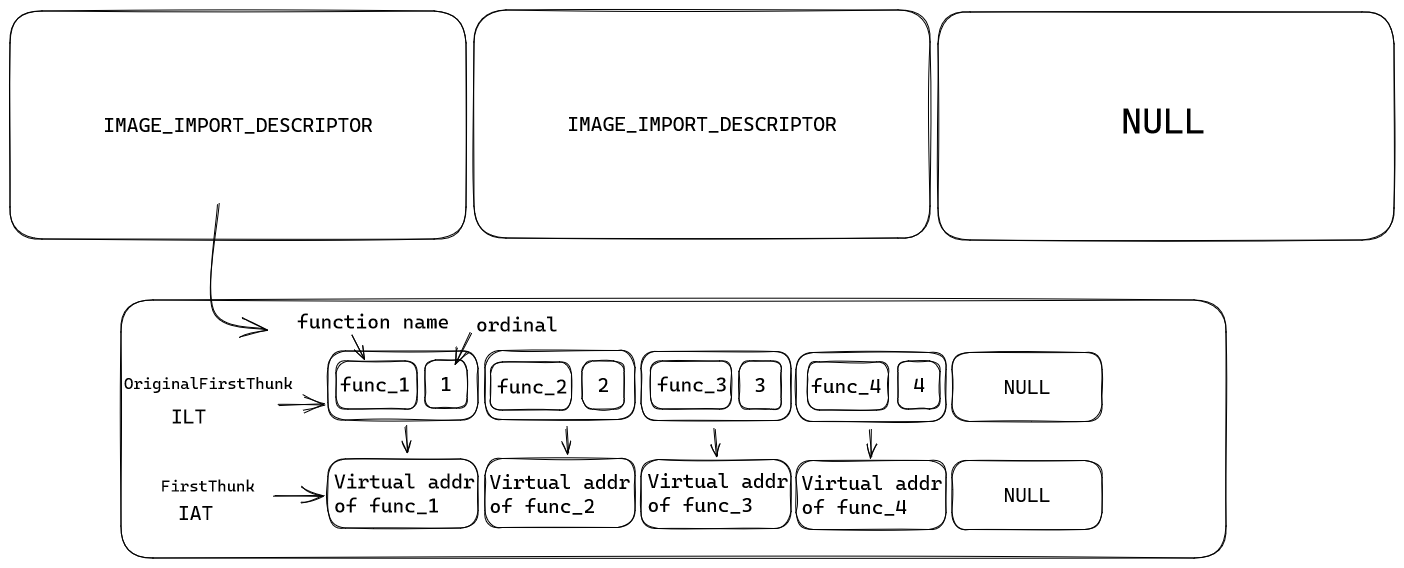 IMAGE_IMPORT_DESCRIPTOR
IMAGE_IMPORT_DESCRIPTOR
NULL
function name
ordinal
OriginalFirstThunk
ILT
func_1
1
func_2
2
func_3
3
func_4
4
NULL
FirstThunk
IAT
Virtual addr
of func_1
Virtual addr
of func_2
Virtual addr
of func_3
Virtual addr
of func_4
NULL